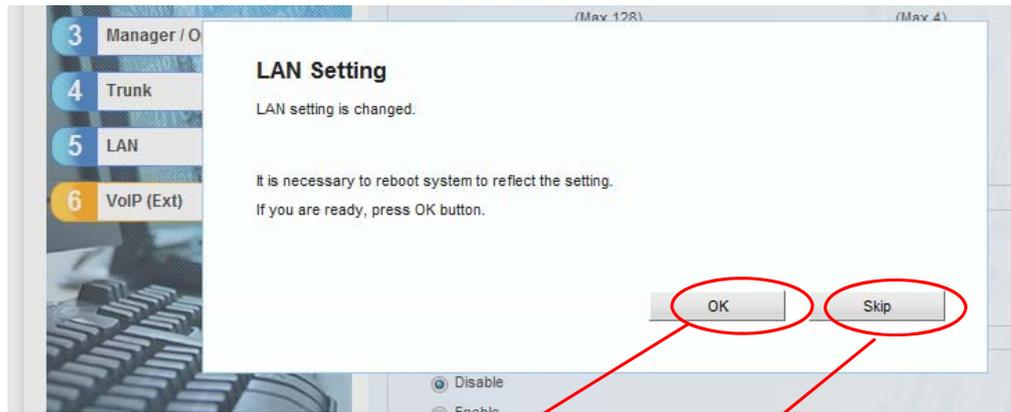 (Max 128)
(Max 4)
3 Manager / O
4 Trunk
5 LAN
6 VoIP (Ext)
LAN Setting
LAN setting is changed.
It is necessary to reboot system to reflect the setting.
If you are ready, press OK button.
OK
Skip
Disable
Enable